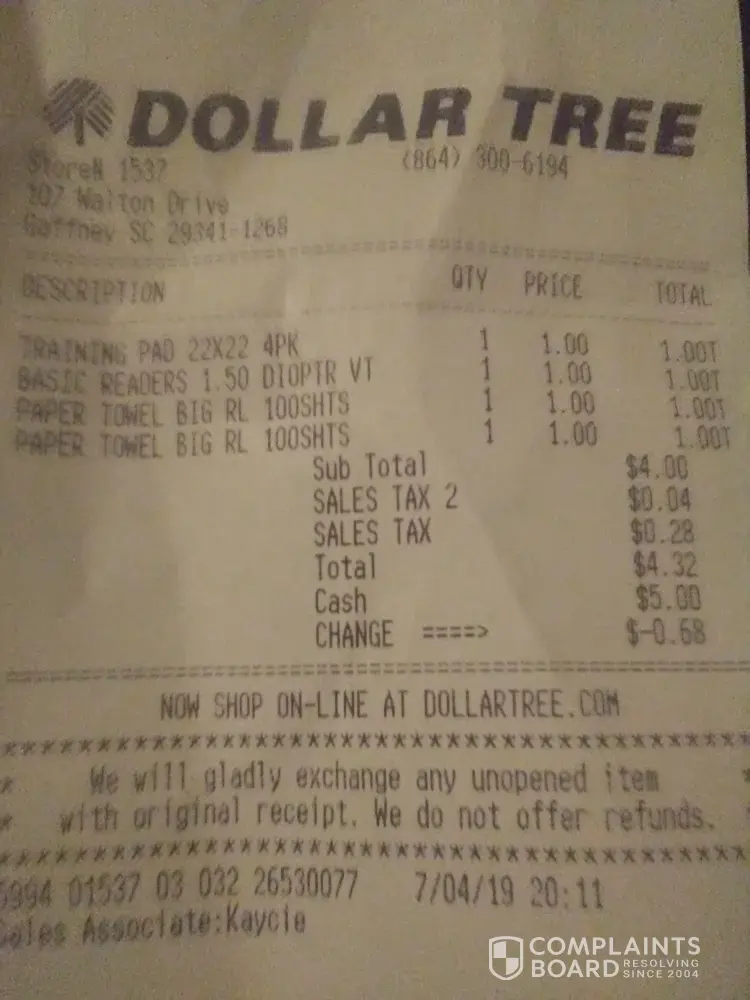 DOLLAR TREE
Store# 1537 (864) 300-6194
207 Walton Drive
Gaffney SC 29341-1268
DESCRIPTION QTY PRICE TOTAL
TRAINING PAD 22X22 4PK 1 1.00 1.00T
BASIC READERS 1.50 DIOPTR VT 1 1.00 1.00T
PAPER TOWEL BIG RL 100SHTS 1 1.00 1.00T
PAPER TOWEL BIG RL 100SHTS 1 1.00 1.00T
Sub Total $4.00
SALES TAX 2 $0.04
SALES TAX $0.28
Total $4.32
Cash $5.00
CHANGE ====> $-0.68
NOW SHOP ON-LINE AT DOLLARTREE.COM
* We will gladly exchange any unopened item *
* with original receipt. We do not offer refunds. *
5994 01537 03 032 26530077 7/04/19 20:11
Sales Associate:Kaycie
COMPLAINTS
BOARD RESOLVING
SINCE 2004